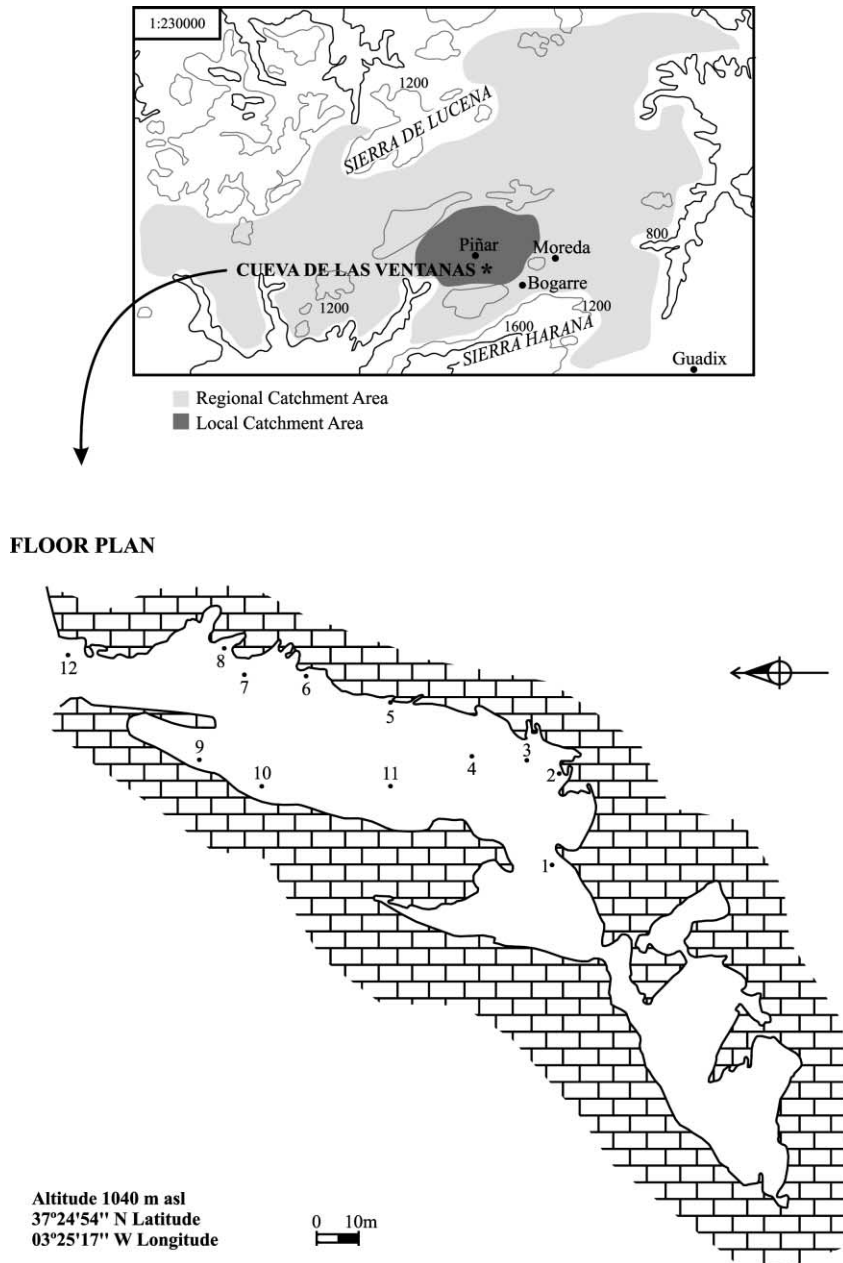 1:230000
1200
SIERRA DE LUCENA
800
Piñar
Moreda
CUEVA DE LAS VENTANAS *
Bogarre
1200
1200
1600
SIERRA HARANA
Guadix
Regional Catchment Area
Local Catchment Area
FLOOR PLAN
12
8
7
6
5
9
10
11
4
3
2
1
Altitude 1040 m asl
37º24'54'' N Latitude
03º25'17'' W Longitude
0 10m